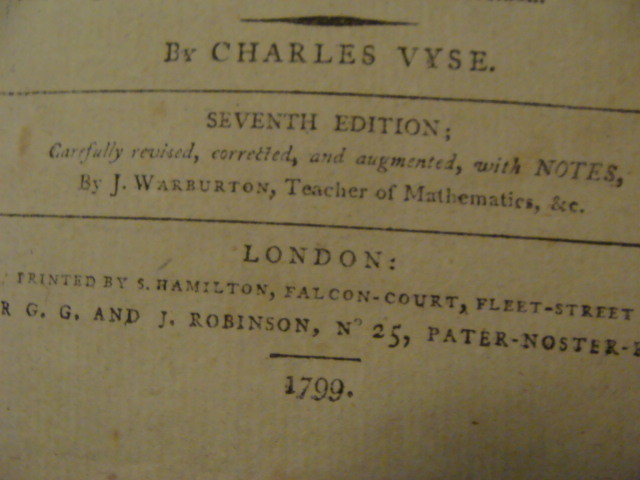 By CHARLES VYSE.
SEVENTH EDITION;
Carefully revised, corrected, and augmented, with NOTES,
By J. WARBURTON, Teacher of Mathematics, &c.
LONDON:
PRINTED BY S. HAMILTON, FALCON-COURT, FLEET-STREET
R G. G. AND J. ROBINSON, No 25, PATER-NOSTER-
1799.